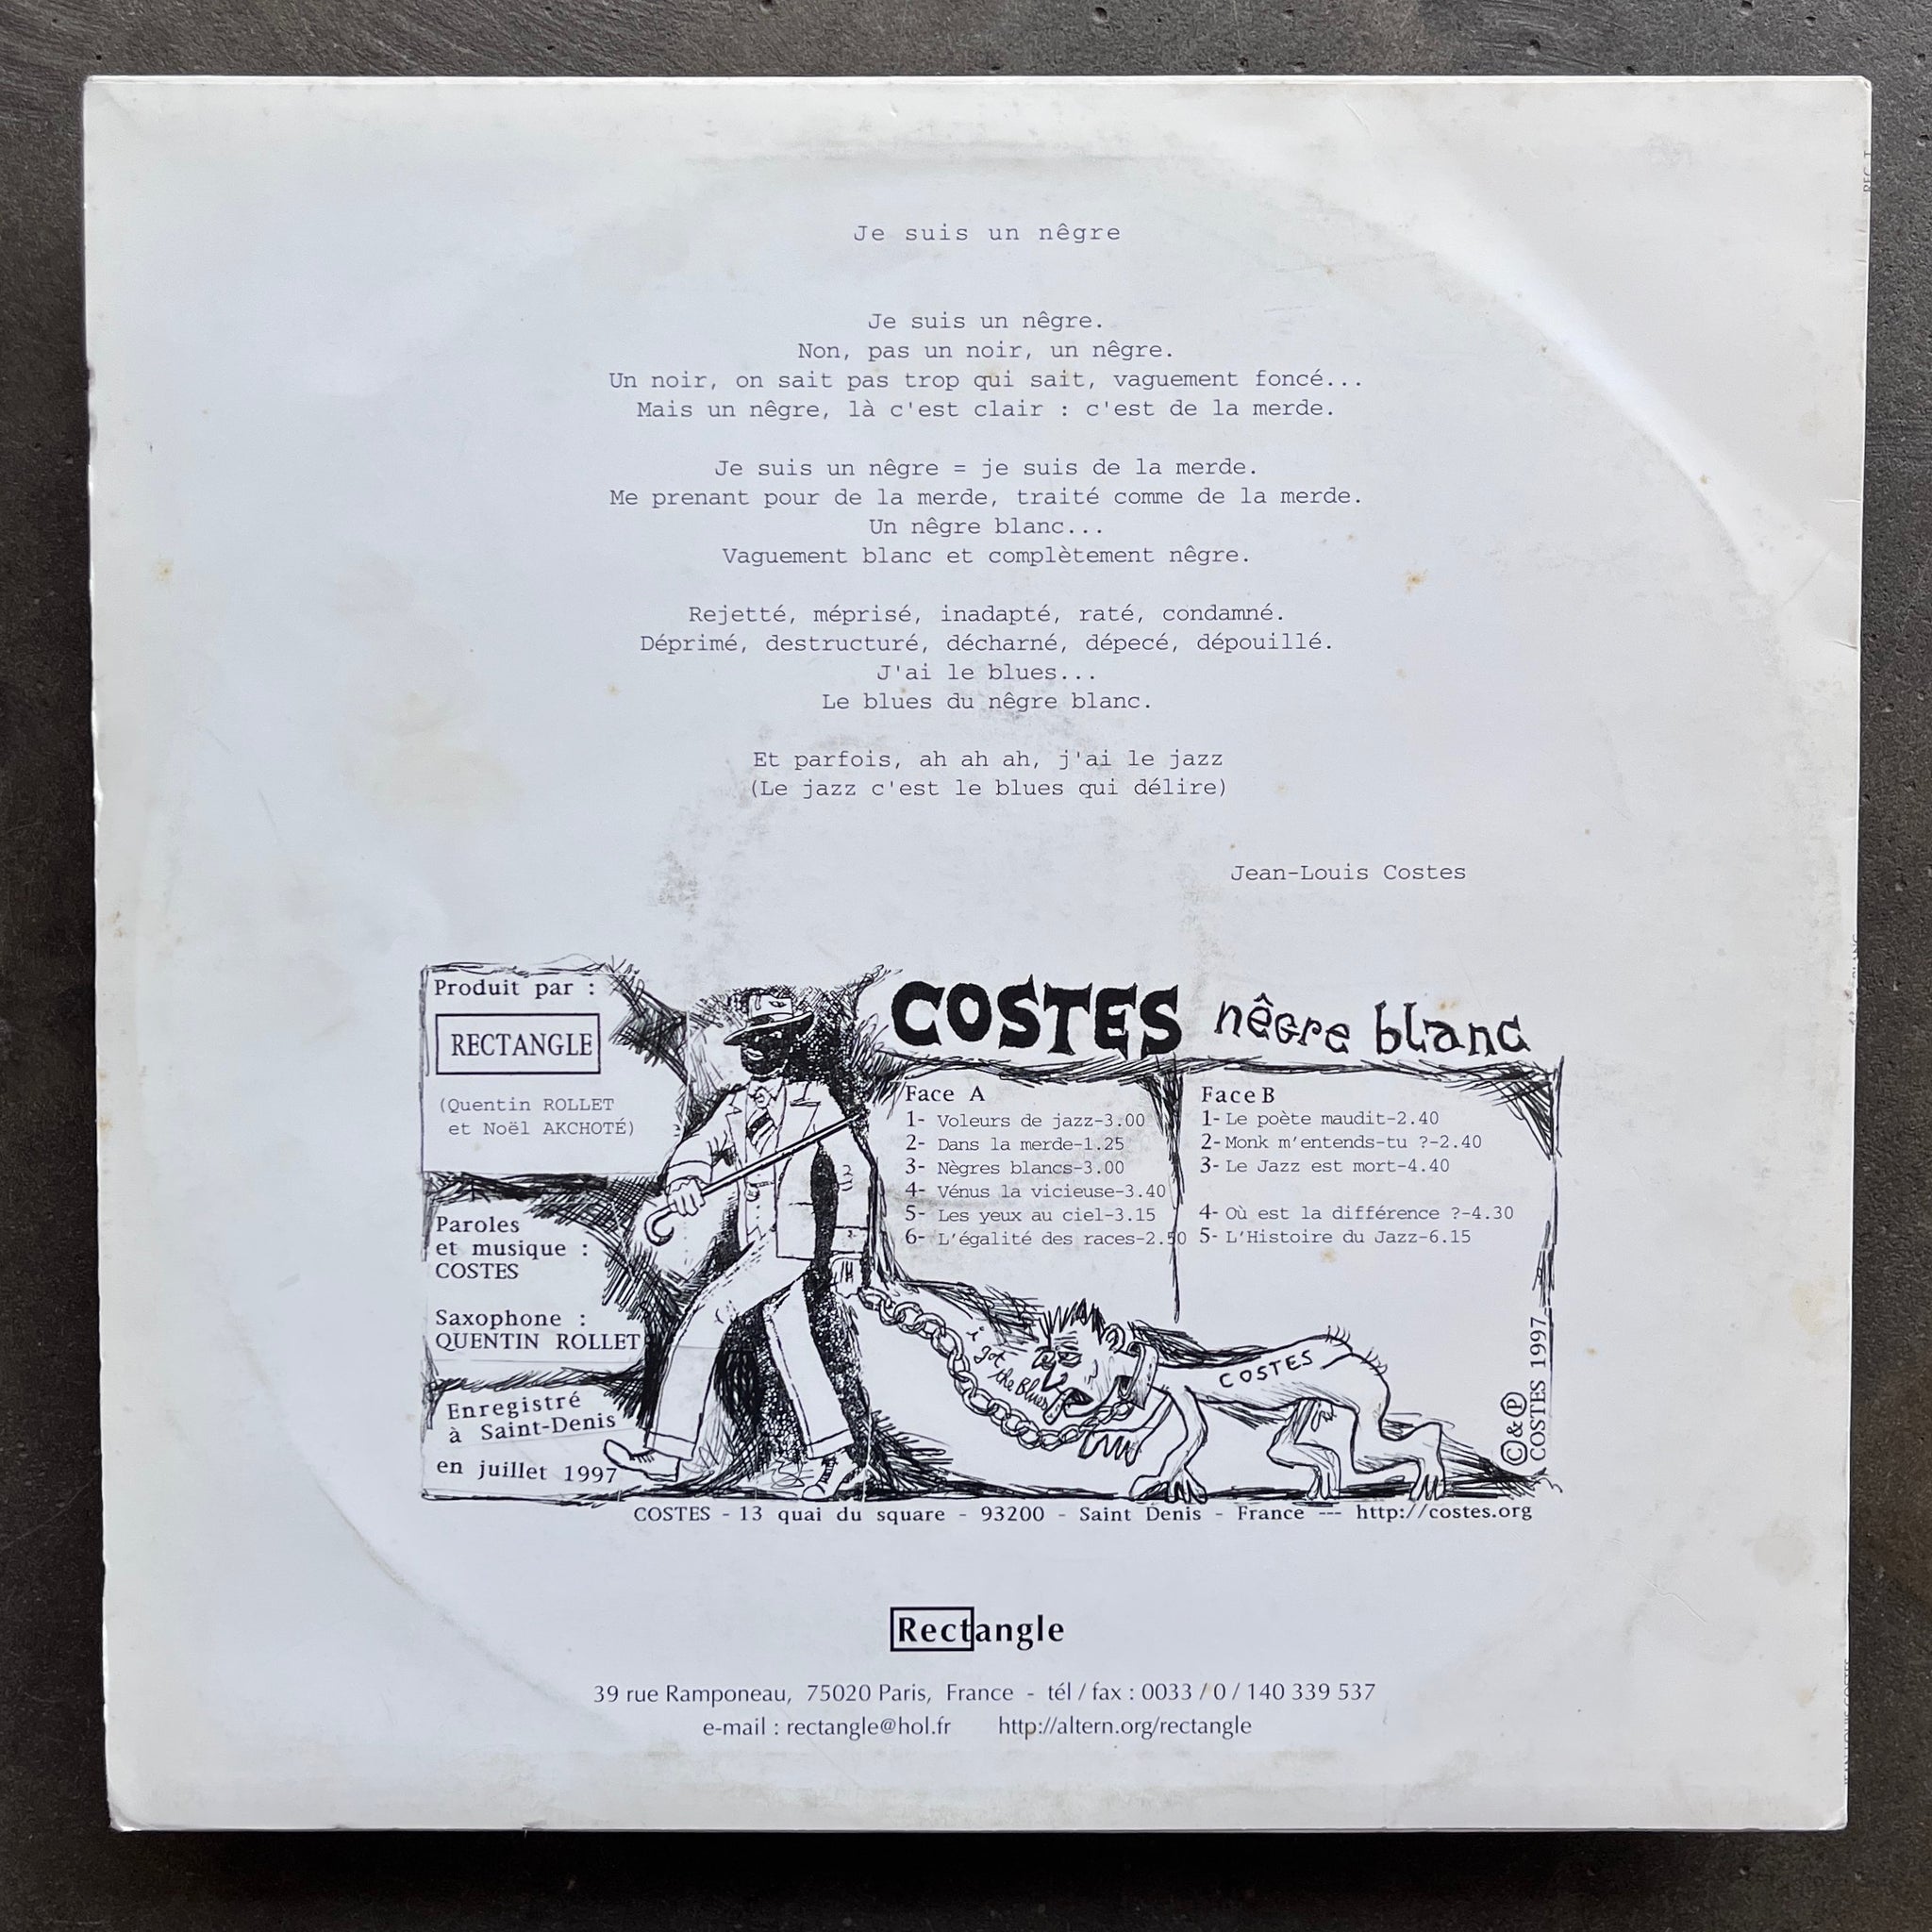 Je suis un nêgre
Je suis un nêgre.
Non, pas un noir, un nêgre.
Un noir, on sait pas trop qui sait, vaguement foncé...
Mais un nêgre, là c'est clair : c'est de la merde.
Je suis un nêgre = je suis de la merde.
Me prenant pour de la merde, traité comme de la merde.
Un nêgre blanc...
Vaguement blanc et complètement nêgre.
Rejetté, méprisé, inadapté, raté, condamné.
Déprimé, destructuré, décharné, dépecé, dépouillé.
J'ai le blues...
Le blues du nêgre blanc.
Et parfois, ah ah ah, j'ai le jazz
(Le jazz c'est le blues qui délire)
Jean-Louis Costes
Produit par :
RECTANGLE
(Quentin ROLLET
et Noël AKCHOTÉ)
Paroles
et musique :
COSTES
Saxophone :
QUENTIN ROLLET
Enregistré
à Saint-Denis
en juillet 1997
COSTES nêgre blanc
Face A
1- Voleurs de jazz-3.00
2- Dans la merde-1.25
3- Nègres blancs-3.00
4- Vénus la vicieuse-3.40
5- Les yeux au ciel-3.15
6- L'égalité des races-2.50
Face B
1- Le poète maudit-2.40
2- Monk m'entends-tu ?-2.40
3- Le Jazz est mort-4.40
4- Où est la différence ?-4.30
5- L'Histoire du Jazz-6.15
i got the Blues
COSTES
©&℗ COSTES 1997
COSTES - 13 quai du square - 93200 - Saint Denis - France --- http://costes.org
Rectangle
39 rue Ramponeau, 75020 Paris, France - tél / fax : 0033 / 0 / 140 339 537
e-mail : rectangle@hol.fr http://altern.org/rectangle